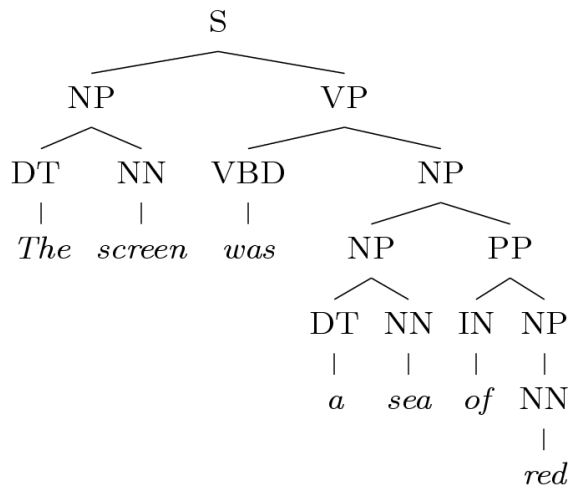 S
NP VP
DT NN VBD NP
The screen was NP PP
DT NN IN NP
a sea of NN
red